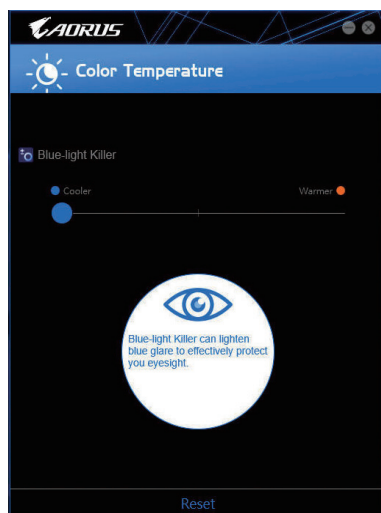 AORUS
Color Temperature
Blue-light Killer
Cooler
Warmer
Blue-light Killer can lighten
blue glare to effectively protect
you eyesight.
Reset